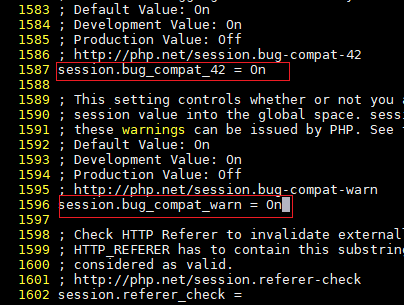 1583 ; Default Value: On
1584 ; Development Value: On
1585 ; Production Value: Off
1586 ; http://php.net/session.bug-compat-42
1587 session.bug_compat_42 = On
1588
1589 ; This setting controls whether or not you a
1590 ; session value into the global space. sess
1591 ; these warnings can be issued by PHP. See t
1592 ; Default Value: On
1593 ; Development Value: On
1594 ; Production Value: Off
1595 ; http://php.net/session.bug-compat-warn
1596 session.bug_compat_warn = On
1597
1598 ; Check HTTP Referer to invalidate externall
1599 ; HTTP_REFERER has to contain this substring
1600 ; considered as valid.
1601 ; http://php.net/session.referer-check
1602 session.referer_check =